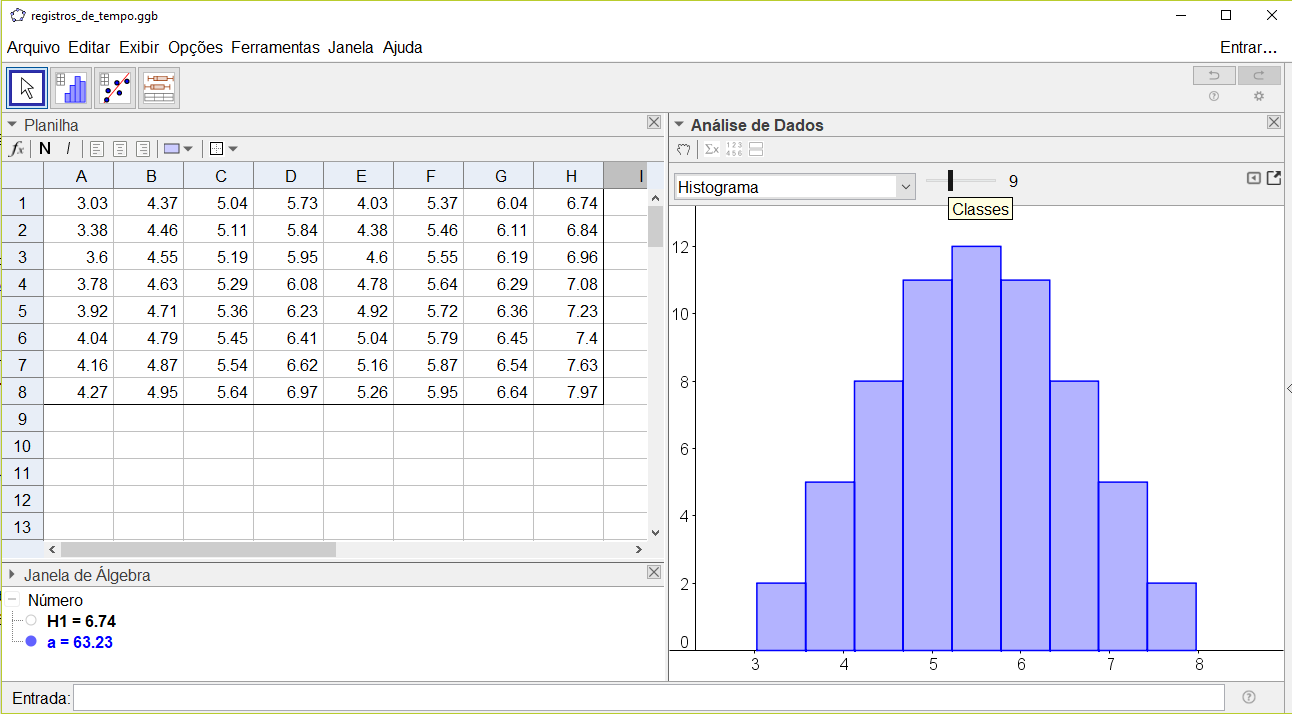 registros_de_tempo.ggb
Arquivo Editar Exibir Opções Ferramentas Janela Ajuda
Entrar…
Planilha
fx N I
A B C D E F G H I
1 3.03 4.37 5.04 5.73 4.03 5.37 6.04 6.74
2 3.38 4.46 5.11 5.84 4.38 5.46 6.11 6.84
3 3.6 4.55 5.19 5.95 4.6 5.55 6.19 6.96
4 3.78 4.63 5.29 6.08 4.78 5.64 6.29 7.08
5 3.92 4.71 5.36 6.23 4.92 5.72 6.36 7.23
6 4.04 4.79 5.45 6.41 5.04 5.79 6.45 7.4
7 4.16 4.87 5.54 6.62 5.16 5.87 6.54 7.63
8 4.27 4.95 5.64 6.97 5.26 5.95 6.64 7.97
9
10
11
12
13
Janela de Álgebra
Número
H1 = 6.74
a = 63.23
Análise de Dados
Σx 123 456
Histograma
9
Classes
12
10
8
6
4
2
0
3 4 5 6 7 8
Entrada: